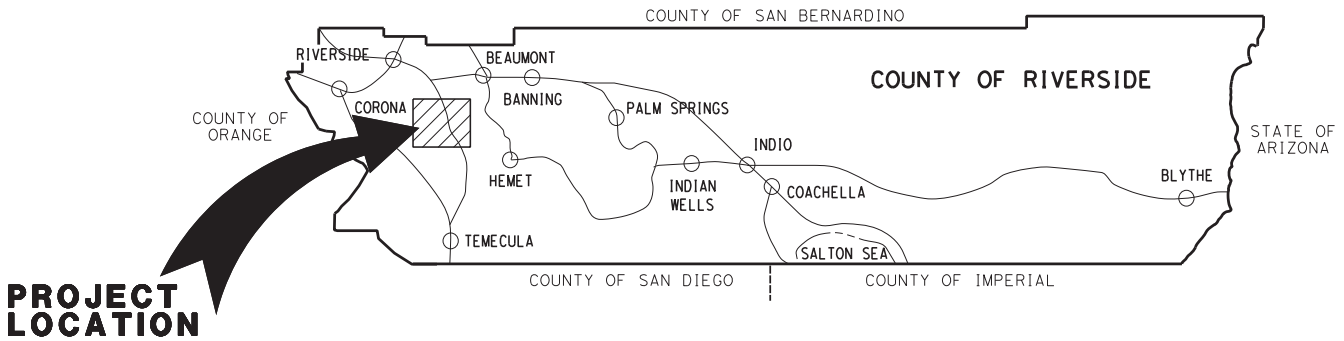 COUNTY OF SAN BERNARDINO
RIVERSIDE
BEAUMONT
COUNTY OF RIVERSIDE
BANNING
CORONA
PALM SPRINGS
COUNTY OF
ORANGE
STATE OF
ARIZONA
INDIO
HEMET
INDIAN
WELLS
COACHELLA
BLYTHE
TEMECULA
SALTON SEA
COUNTY OF SAN DIEGO
COUNTY OF IMPERIAL
PROJECT
LOCATION